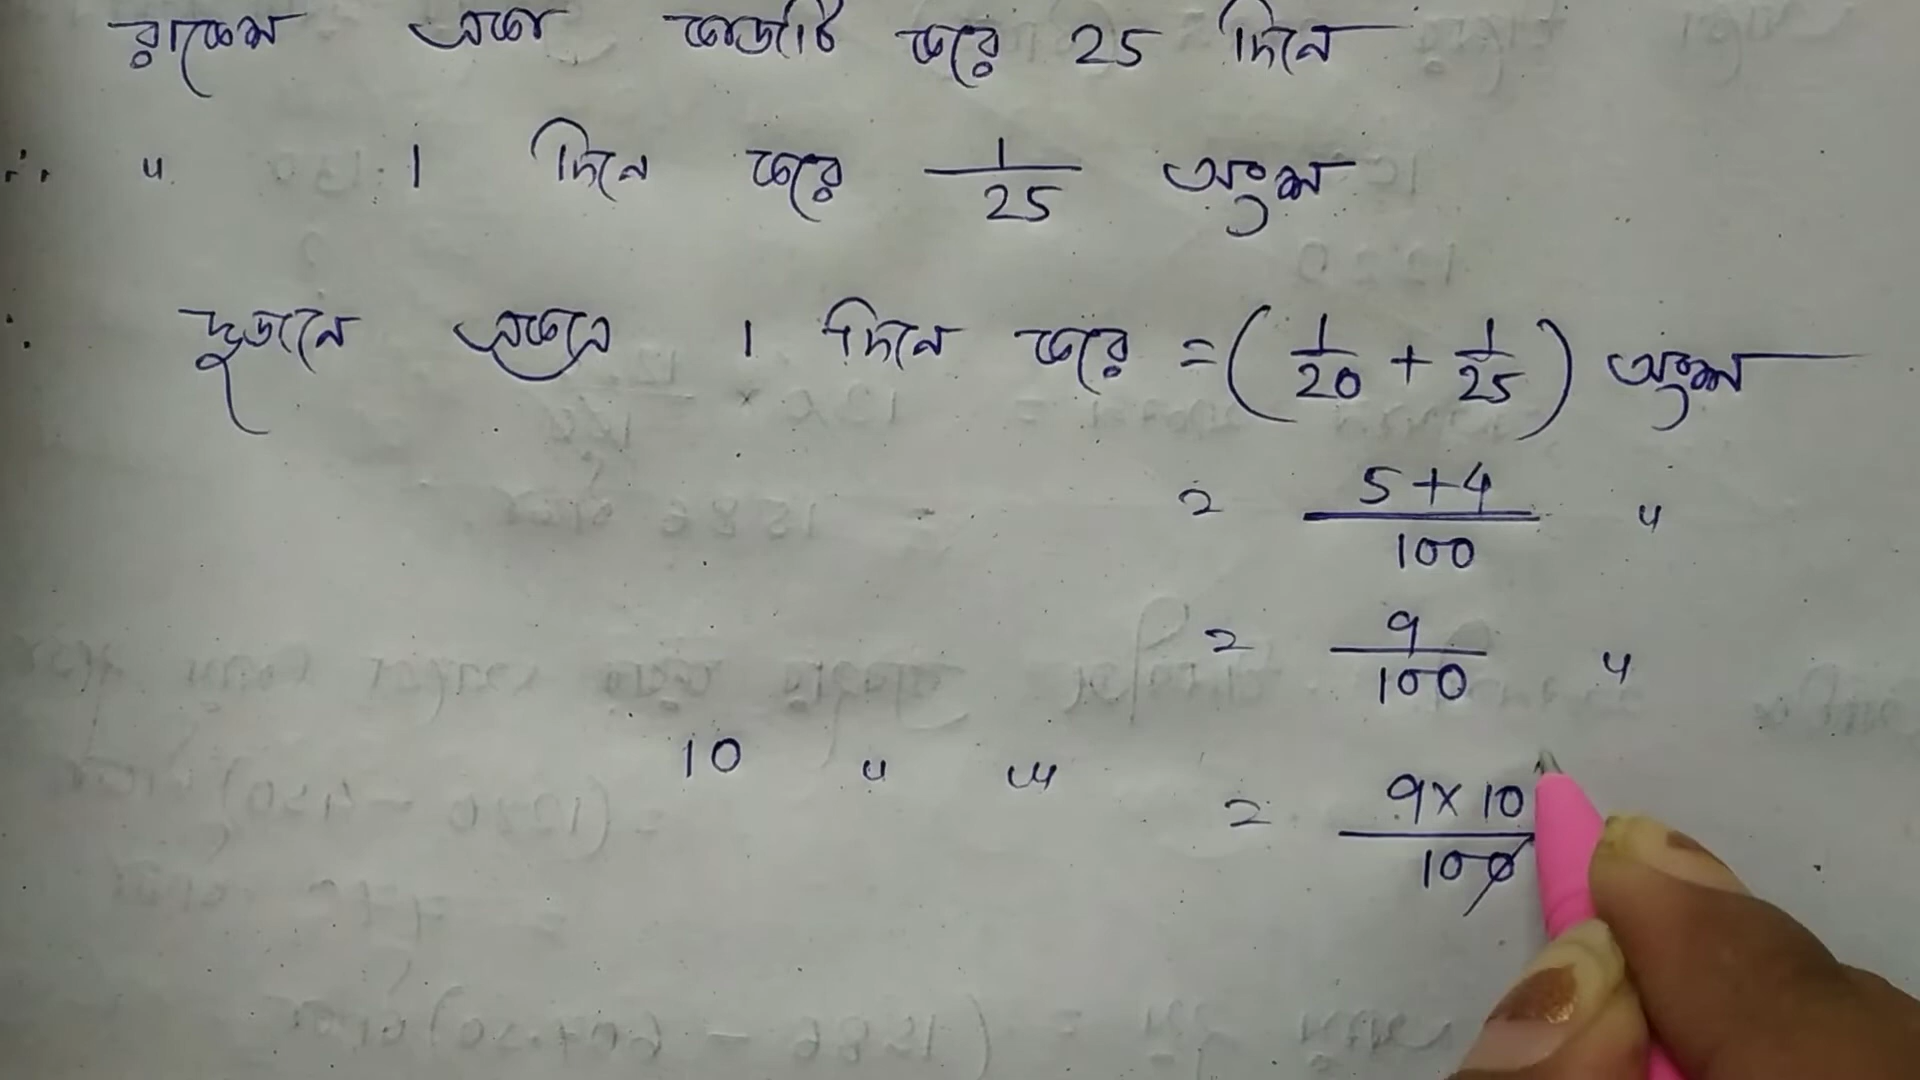 রাকেশ একা কাজটি করে 25 দিনে
∴ " 1 দিনে করে 1/25 অংশ
∴ দুজনে একত্রে 1 দিনে করে = (1/20 + 1/25) অংশ
= 5+4/100 "
= 9/100 "
10 " " = 9×10/100